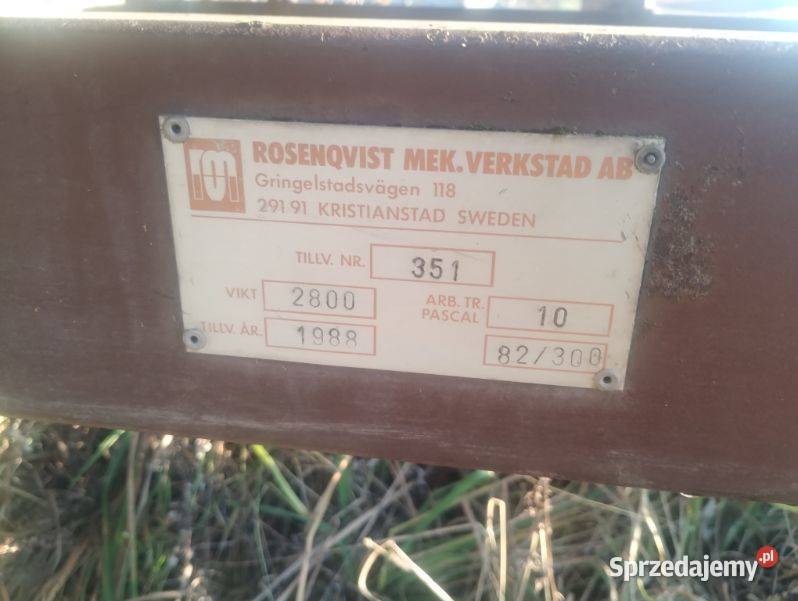 ROSENQVIST MEK. VERKSTAD AB
Gringelstadsvägen 118
291 91 KRISTIANSTAD SWEDEN
TILLV. NR. 351
VIKT 2800 ARB. TR. PASCAL 10
TILLV. ÅR. 1988 82/300
Sprzedajemy.pl